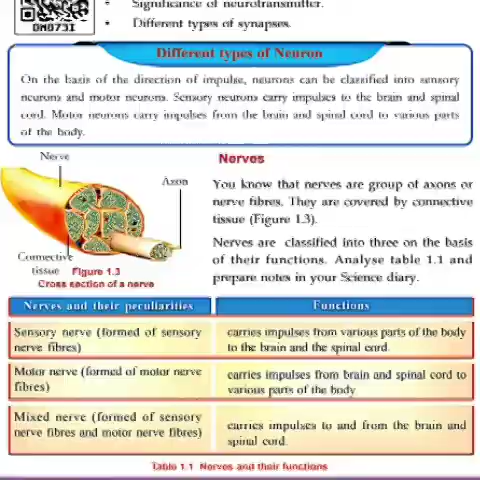 • Significance of neurotransmitter.
• Different types of synapses.
ON073I
Different types of Neuron
On the basis of the direction of impulse, neurons can be classified into sensory
neurons and motor neurons. Sensory neurons carry impulses to the brain and spinal
cord. Motor neurons carry impulses from the brain and spinal cord to various parts
of the body.
Nerve
Axon
Connective
tissue
Figure 1.3
Cross section of a nerve
Nerves
You know that nerves are group of axons or
nerve fibres. They are covered by connective
tissue (Figure 1.3).
Nerves are classified into three on the basis
of their functions. Analyse table 1.1 and
prepare notes in your Science diary.
Nerves and their peculiarities
Functions
Sensory nerve (formed of sensory
nerve fibres)
carries impulses from various parts of the body
to the brain and the spinal cord.
Motor nerve (formed of motor nerve
fibres)
carries impulses from brain and spinal cord to
various parts of the body
Mixed nerve (formed of sensory
nerve fibres and motor nerve fibres)
carries impulses to and from the brain and
spinal cord.
Table 1.1 Nerves and their functions